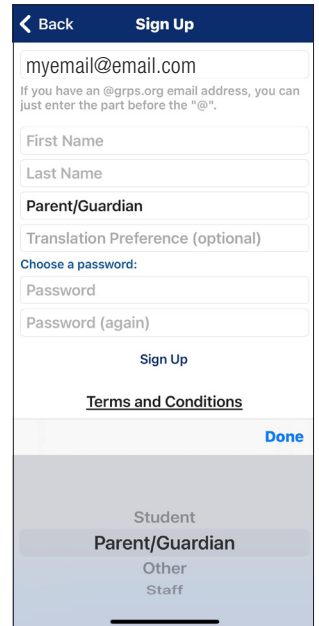 Back Sign Up
myemail@email.com
If you have an @grps.org email address, you can
just enter the part before the "@".
First Name
Last Name
Parent/Guardian
Translation Preference (optional)
Choose a password:
Password
Password (again)
Sign Up
Terms and Conditions
Done
Student
Parent/Guardian
Other
Staff